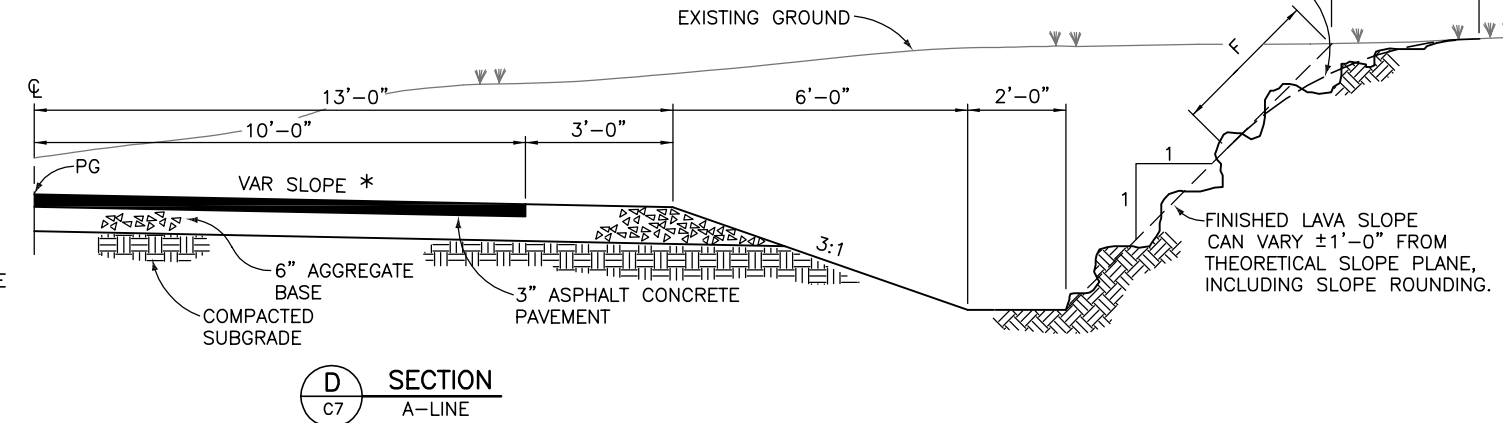 EXISTING GROUND
F
℄
13'-0"
6'-0"
2'-0"
10'-0"
3'-0"
PG
VAR SLOPE *
1
1
3:1
FINISHED LAVA SLOPE
CAN VARY ±1'-0" FROM
THEORETICAL SLOPE PLANE,
INCLUDING SLOPE ROUNDING.
6" AGGREGATE
BASE
3" ASPHALT CONCRETE
PAVEMENT
COMPACTED
SUBGRADE
E
D SECTION
C7 A-LINE